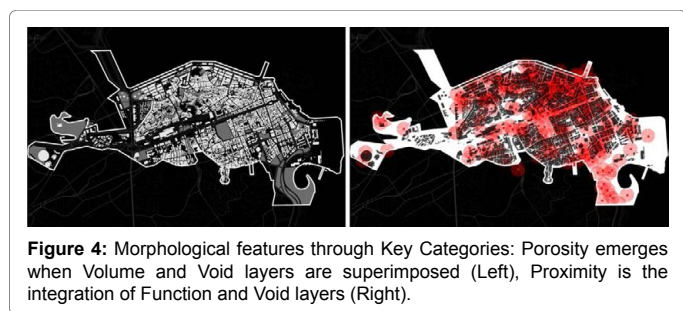 Figure 4: Morphological features through Key Categories: Porosity emerges
when Volume and Void layers are superimposed (Left), Proximity is the
integration of Function and Void layers (Right).